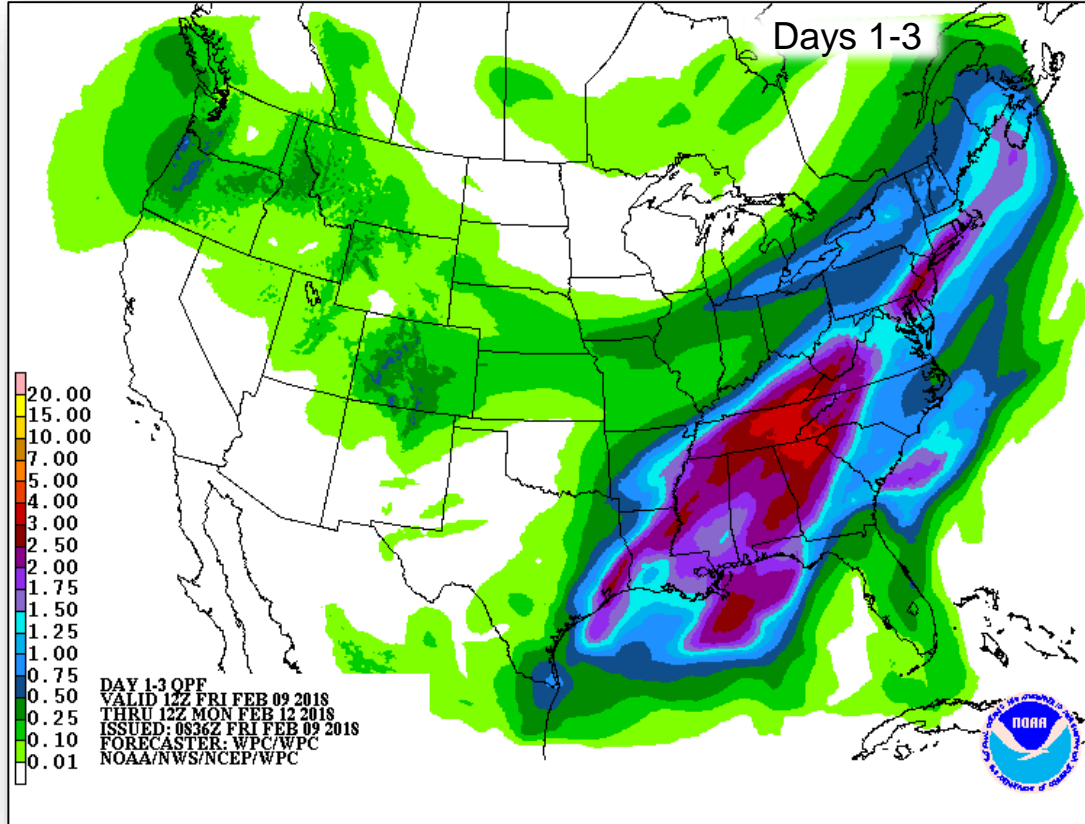 Days 1-3
20.00
15.00
10.00
7.00
5.00
4.00
3.00
2.50
2.00
1.75
1.50
1.25
1.00
0.75
0.50
0.25
0.10
0.01
DAY 1-3 QPF
VALID 12Z FRI FEB 09 2018
THRU 12Z MON FEB 12 2018
ISSUED: 0836Z FRI FEB 09 2018
FORECASTER: WPC/WPC
NOAA/NWS/NCEP/WPC
NOAA